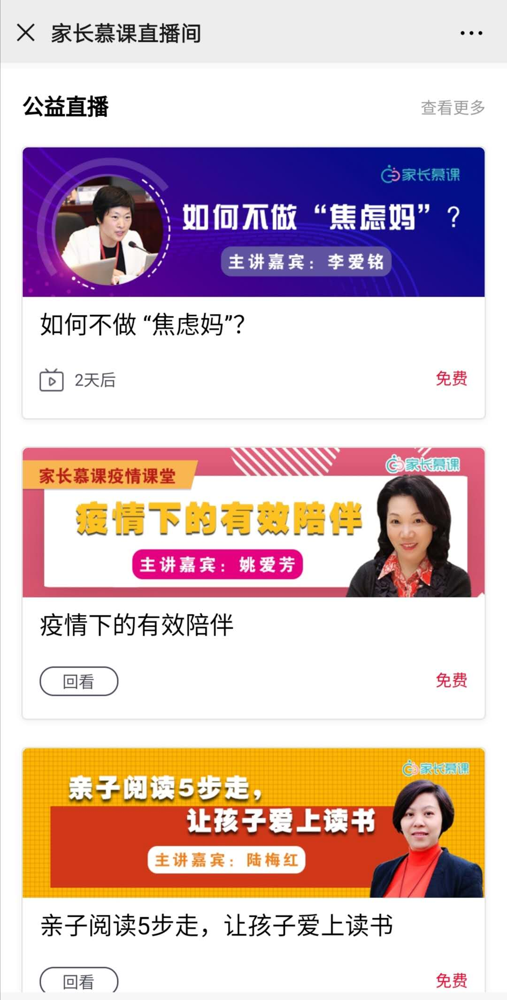 家长慕课直播间
公益直播
查看更多
家长慕课
如何不做“焦虑妈”？
主讲嘉宾：李爱铭
如何不做“焦虑妈”？
2天后
免费
家长慕课疫情课堂
家长慕课
疫情下的有效陪伴
主讲嘉宾：姚爱芳
疫情下的有效陪伴
回看
免费
家长慕课
亲子阅读5步走，
让孩子爱上读书
主讲嘉宾：陆梅红
亲子阅读5步走，让孩子爱上读书
回看
免费